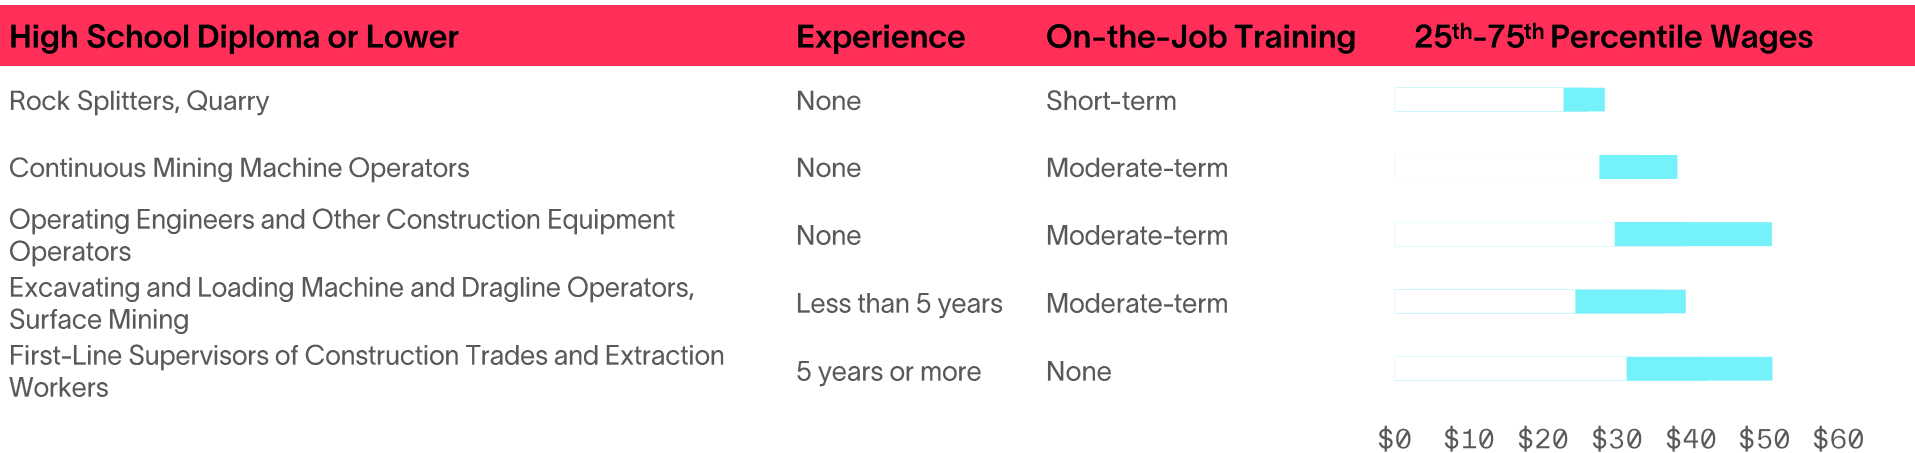 High School Diploma or Lower Experience On-the-Job Training 25th-75th Percentile Wages
Rock Splitters, Quarry None Short-term
Continuous Mining Machine Operators None Moderate-term
Operating Engineers and Other Construction Equipment
Operators None Moderate-term
Excavating and Loading Machine and Dragline Operators,
Surface Mining Less than 5 years Moderate-term
First-Line Supervisors of Construction Trades and Extraction
Workers 5 years or more None
$0 $10 $20 $30 $40 $50 $60